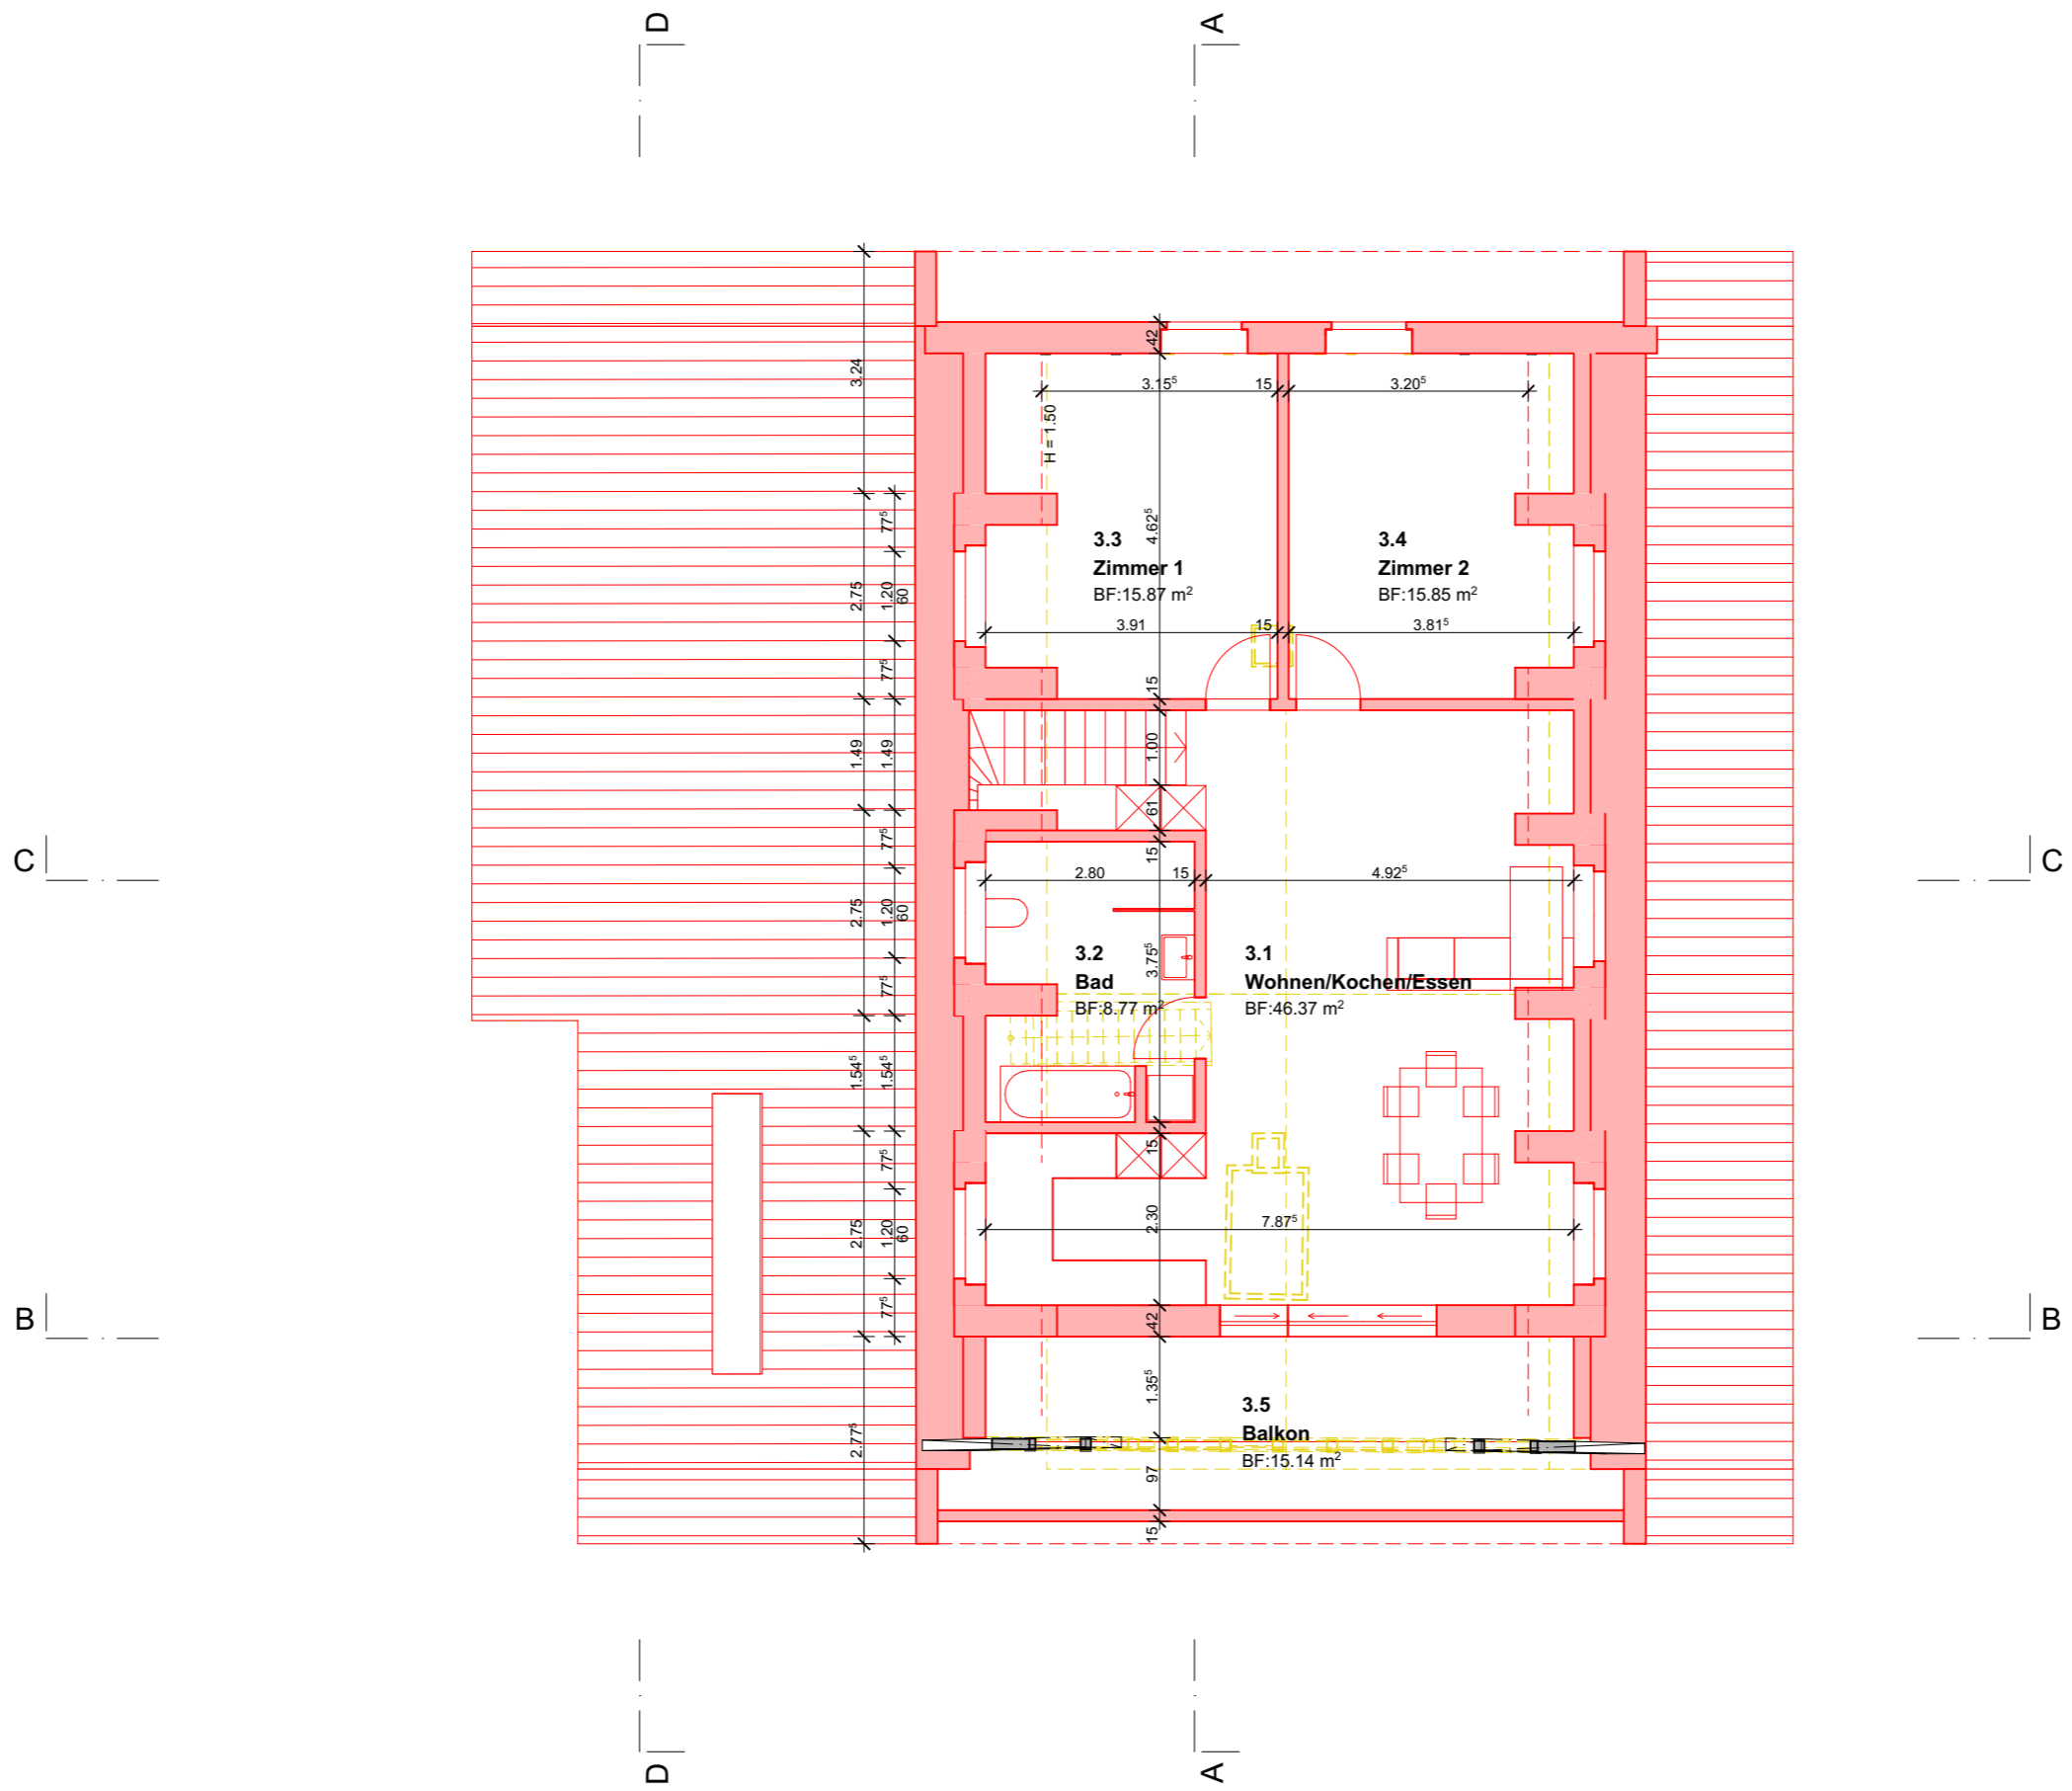 D
A
42
3.24
3.15⁵
15
3.20⁵
H = 1.50
77⁵
4.62⁵
3.3
Zimmer 1
BF:15.87 m²
3.4
Zimmer 2
BF:15.85 m²
2.75
1.20
60
3.91
15
3.81⁵
77⁵
15
1.49
1.49
1.00
61
77⁵
15
C
C
2.80
15
4.92⁵
2.75
1.20
60
3.75⁵
3.2
Bad
BF:8.77 m²
3.1
Wohnen/Kochen/Essen
BF:46.37 m²
77⁵
1.54⁵
1.54⁵
15
77⁵
2.75
1.20
60
2.30
7.87⁵
77⁵
42
B
B
1.35⁵
2.77⁵
3.5
Balkon
BF:15.14 m²
97
15
D
A